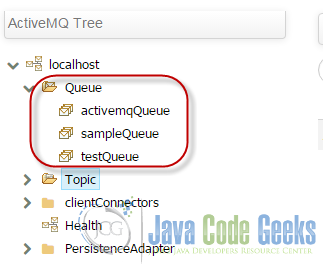 ActiveMQ Tree
localhost
Queue
activemqQueue
sampleQueue
testQueue
Topic
clientConnectors
Health
PersistenceAdapter
JCG
Java Code Geeks
JAVA 2 JAVA DEVELOPERS RESOURCE CENTER